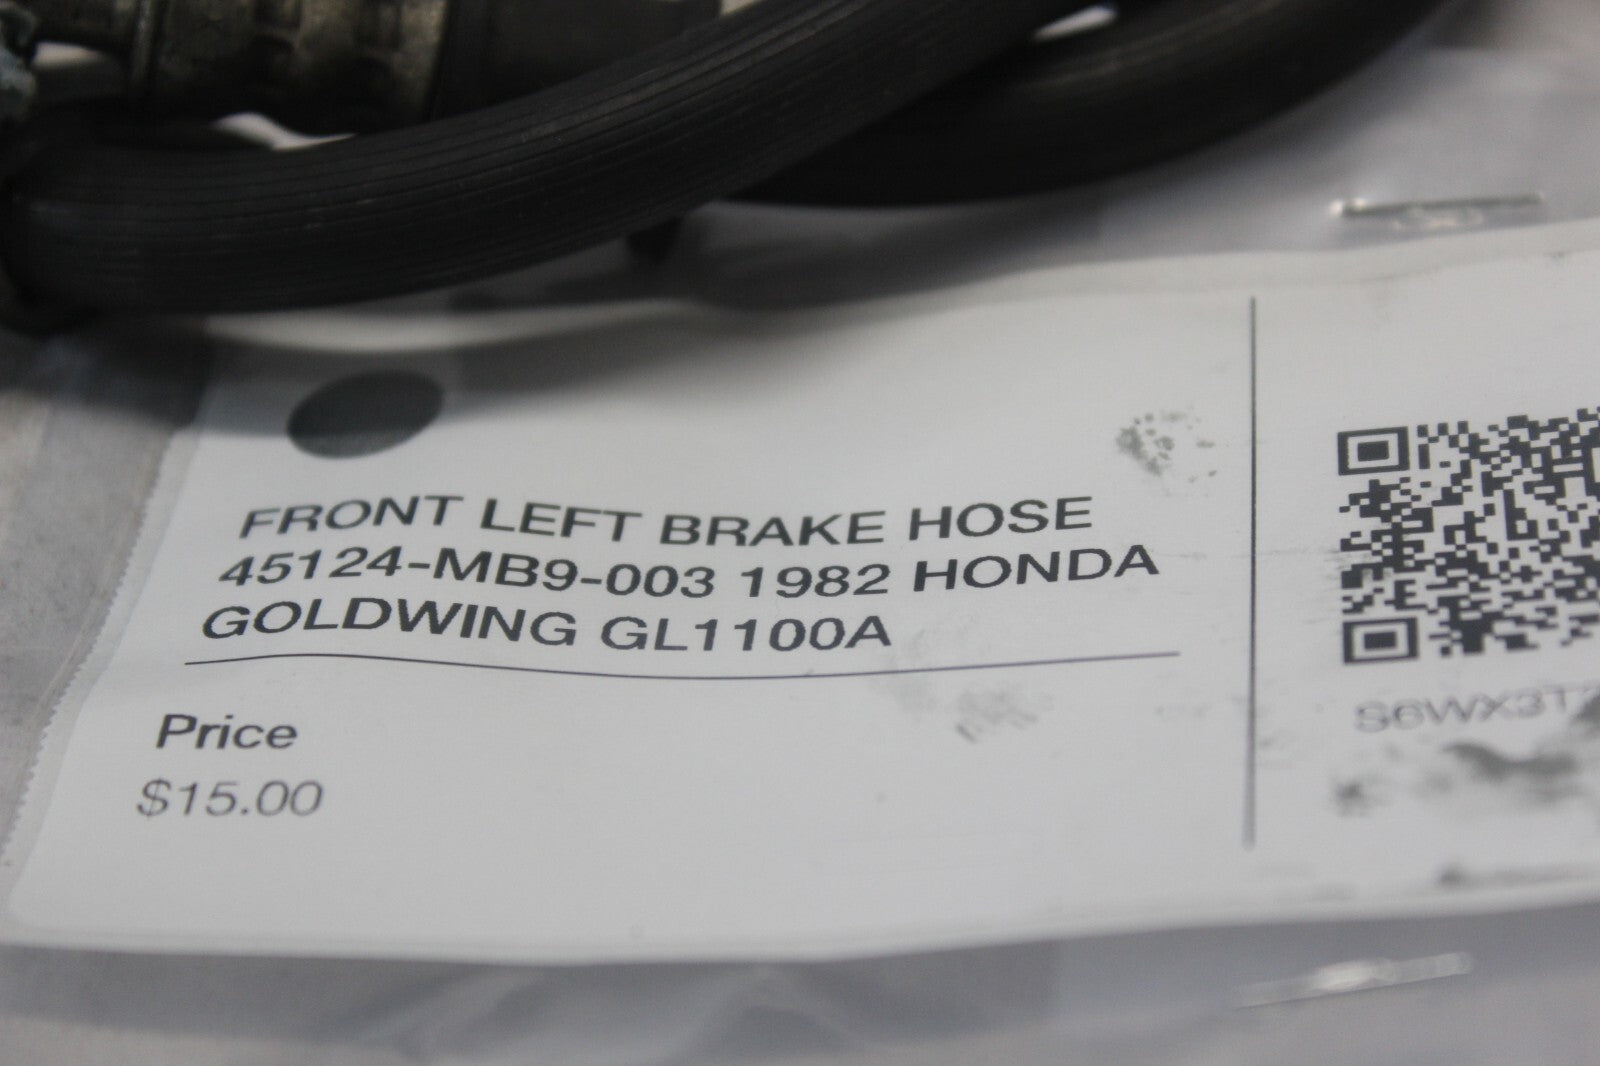 FRONT LEFT BRAKE HOSE
45124-MB9-003 1982 HONDA
GOLDWING GL1100A
Price
$15.00